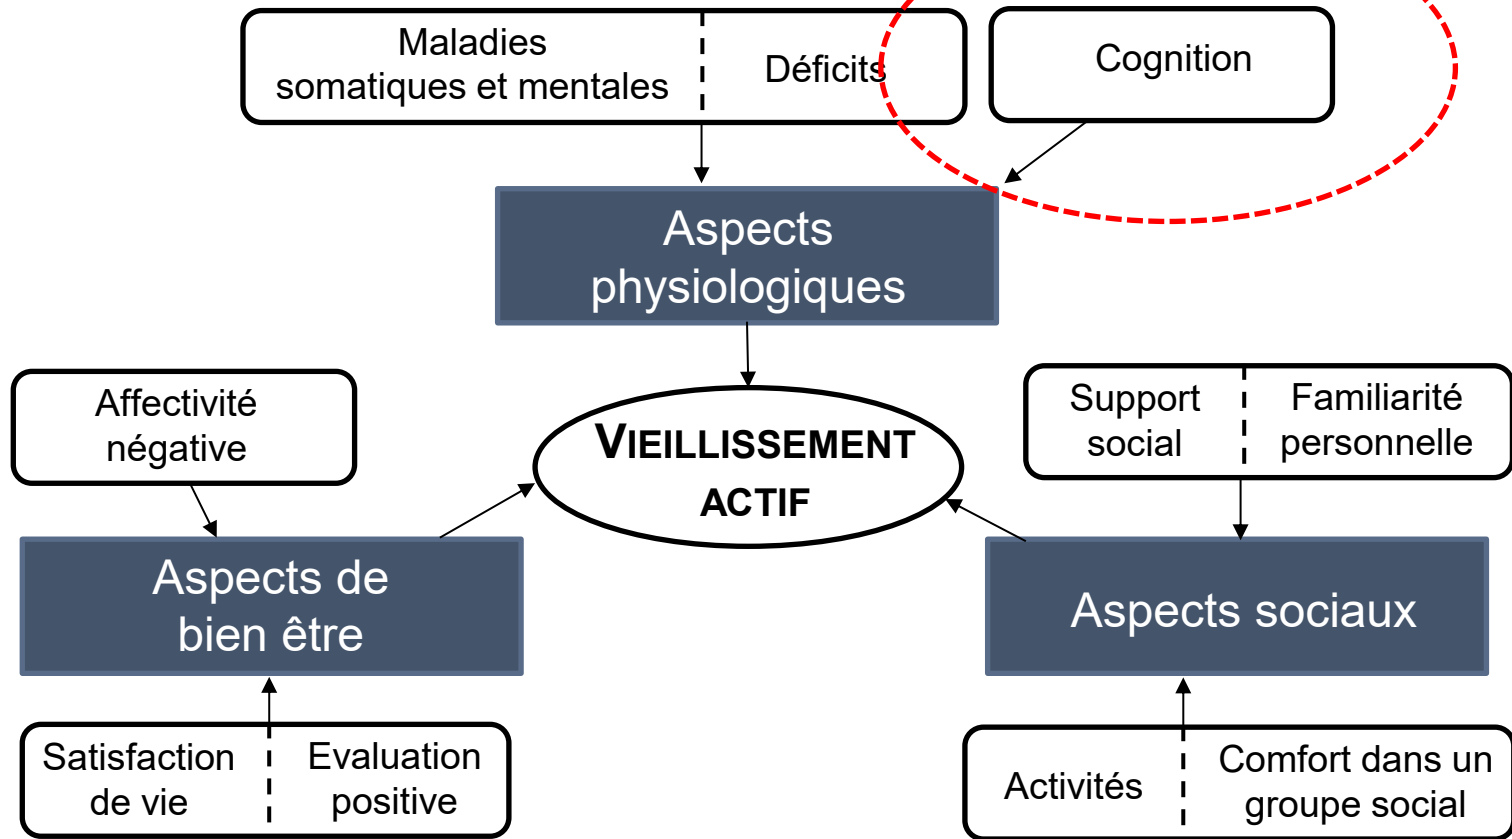 Maladies
somatiques et mentales
Déficits
Cognition
Aspects
physiologiques
Affectivité
négative
VIEILLISSEMENT
ACTIF
Support
social
Familiarité
personnelle
Aspects de
bien être
Aspects sociaux
Satisfaction
de vie
Evaluation
positive
Activités
Comfort dans un
groupe social